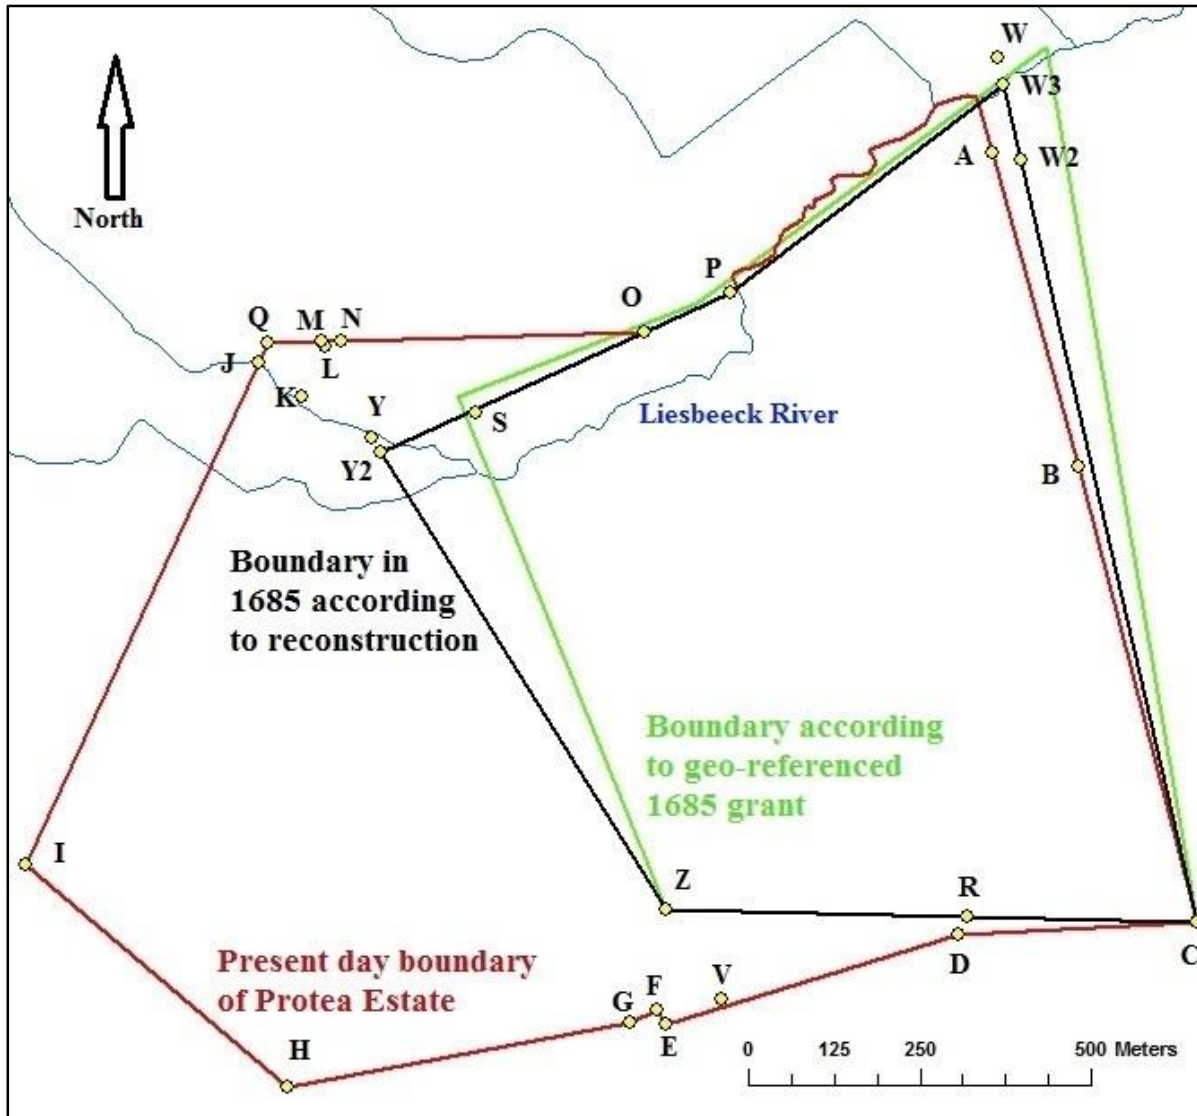 W
W3
A
W2
North
P
O
Q
M
N
J
L
K
Y
S
Liesbeeck River
Y2
B
Boundary in
1685 according
to reconstruction
Boundary according
to geo-referenced
1685 grant
I
Z
R
C
D
Present day boundary
of Protea Estate
V
F
G
E
H
0 125 250 500 Meters